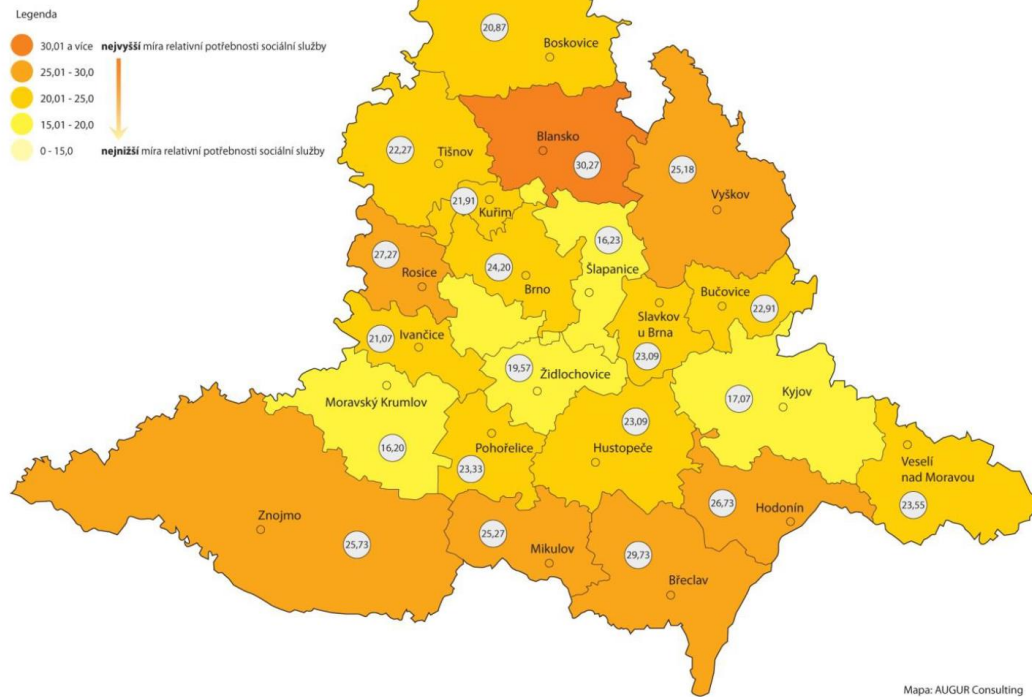 Legenda
30,01 a více nejvyšší míra relativní potřebnosti sociální služby
25,01 - 30,0
20,01 - 25,0
15,01 - 20,0
0 - 15,0 nejnižší míra relativní potřebnosti sociální služby
20,87
Boskovice
Blansko
30,27
22,27
Tišnov
25,18
Vyškov
21,91
Kuřim
16,23
Šlapanice
27,27
Rosice
24,20
Brno
Bučovice
22,91
Slavkov
u Brna
23,09
21,07
Ivančice
19,57
Židlochovice
Moravský Krumlov
16,20
17,07
Kyjov
23,09
Hustopeče
Pohořelice
23,33
Veselí
nad Moravou
23,55
Znojmo
25,73
25,27
Mikulov
26,73
Hodonín
29,73
Břeclav
Mapa: AUGUR Consulting